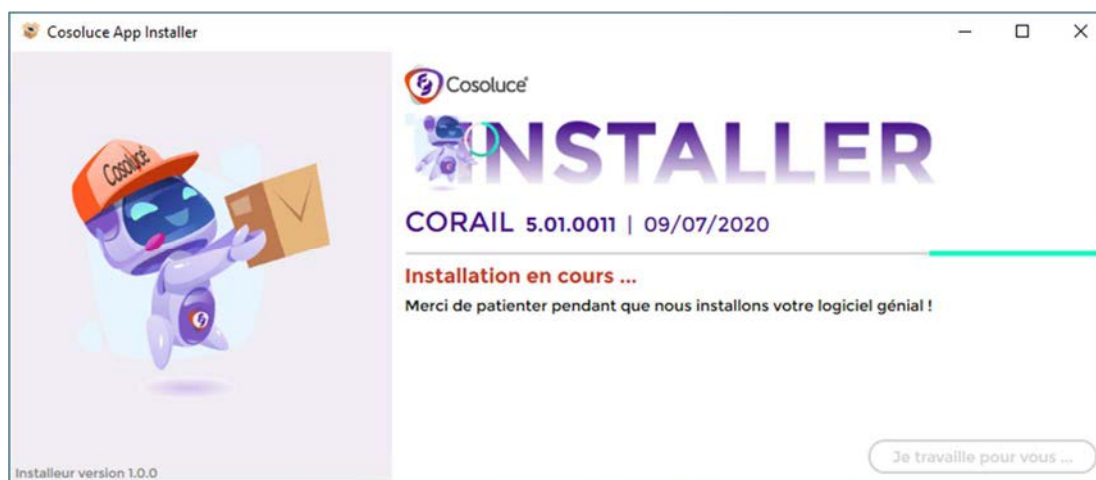 Cosoluce App Installer
Cosoluce
Cosoluce®
INSTALLER
CORAIL 5.01.0011 | 09/07/2020
Installation en cours ...
Merci de patienter pendant que nous installons votre logiciel génial !
Je travaille pour vous ...
Installeur version 1.0.0